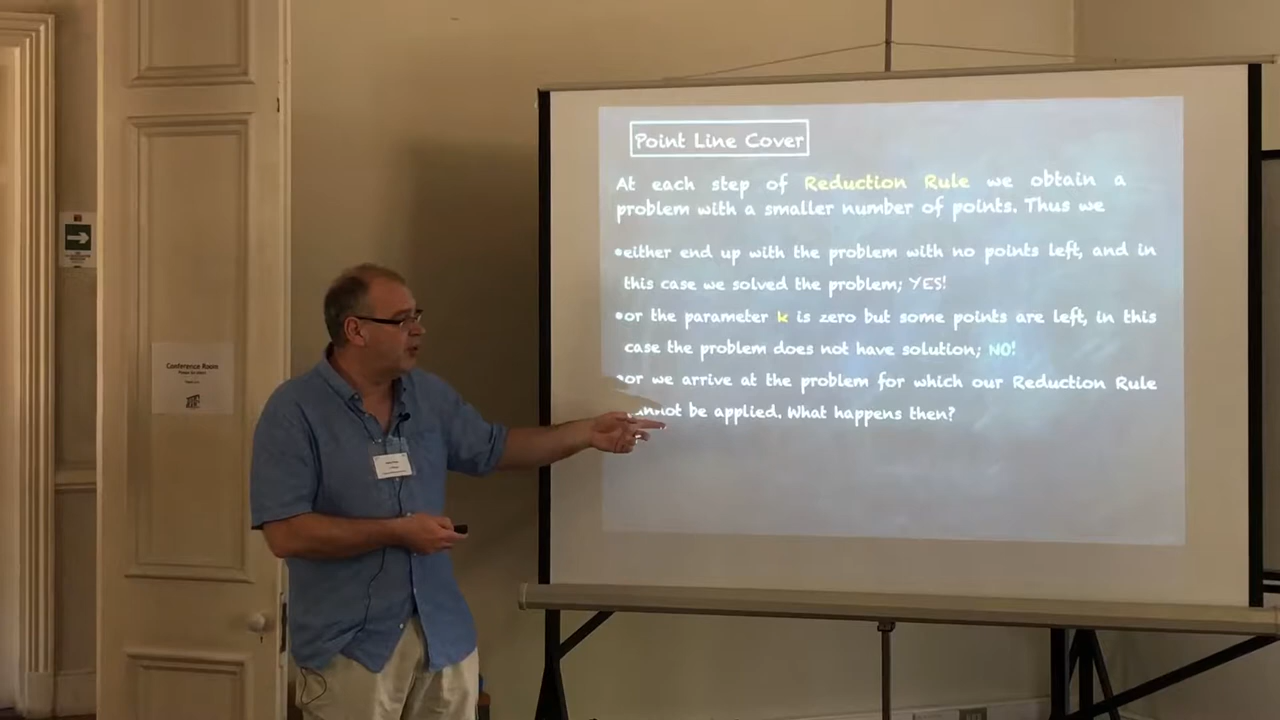 Point Line Cover
At each step of Reduction Rule we obtain a
problem with a smaller number of points. Thus we
•either end up with the problem with no points left, and in
this case we solved the problem; YES!
•or the parameter k is zero but some points are left, in this
case the problem does not have solution; NO!
•or we arrive at the problem for which our Reduction Rule
cannot be applied. What happens then?
Conference Room